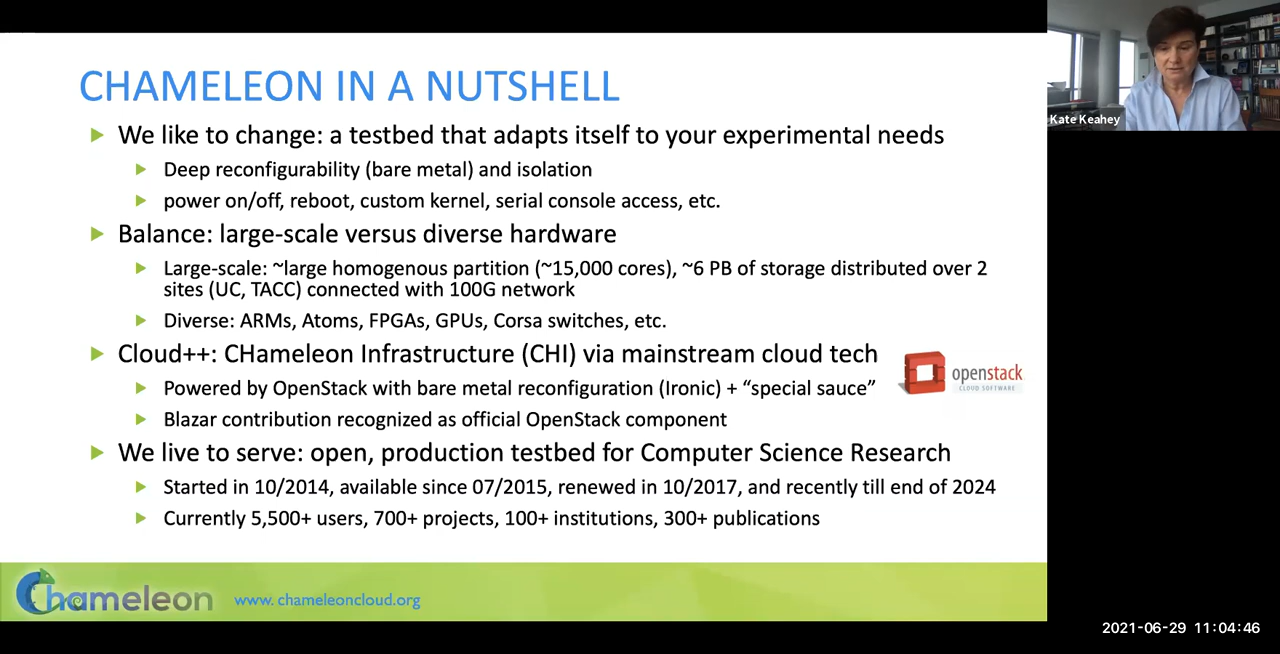 CHAMELEON IN A NUTSHELL
We like to change: a testbed that adapts itself to your experimental needs
Deep reconfigurability (bare metal) and isolation
power on/off, reboot, custom kernel, serial console access, etc.
Balance: large-scale versus diverse hardware
Large-scale: ~large homogenous partition (~15,000 cores), ~6 PB of storage distributed over 2
sites (UC, TACC) connected with 100G network
Diverse: ARMs, Atoms, FPGAs, GPUs, Corsa switches, etc.
Cloud++: CHameleon Infrastructure (CHI) via mainstream cloud tech
Powered by OpenStack with bare metal reconfiguration (Ironic) + “special sauce”
Blazar contribution recognized as official OpenStack component
openstack
CLOUD SOFTWARE
We live to serve: open, production testbed for Computer Science Research
Started in 10/2014, available since 07/2015, renewed in 10/2017, and recently till end of 2024
Currently 5,500+ users, 700+ projects, 100+ institutions, 300+ publications
Chameleon
www. chameleoncloud.org
Kate Keahey
2021-06-29 11:04:46